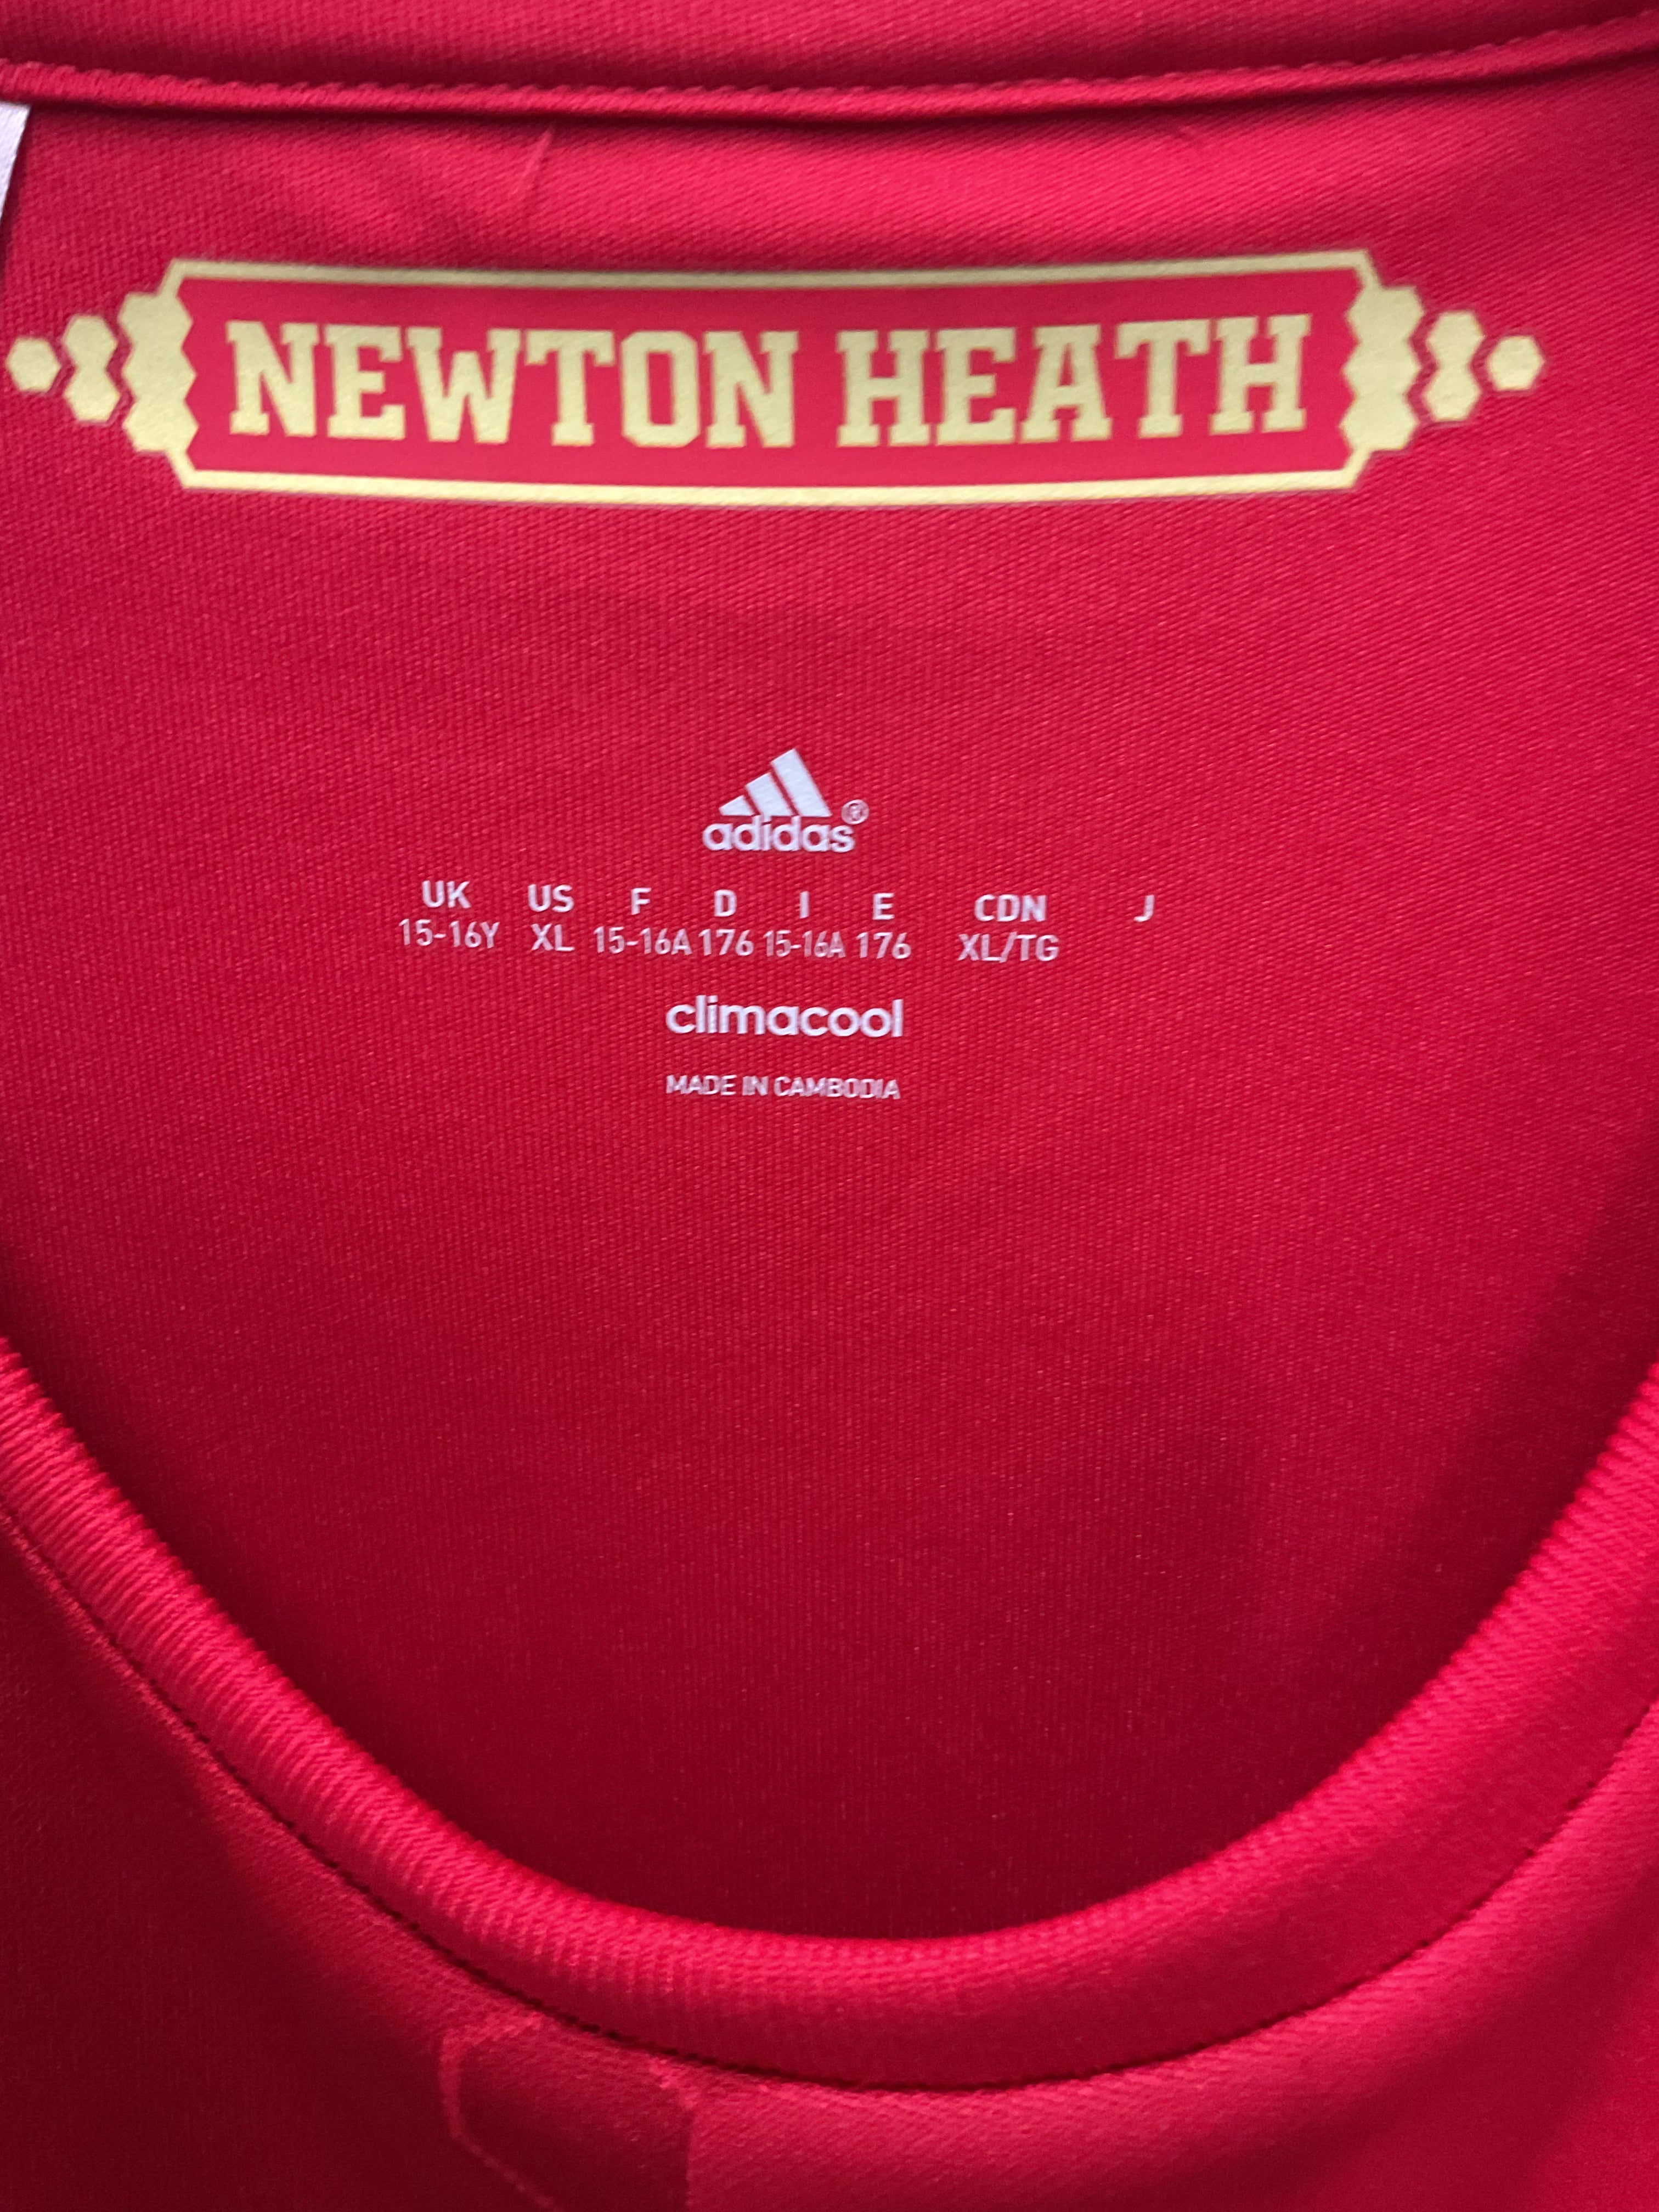 NEWTON HEATH
adidas®
UK US F D I E CDN J
15-16Y XL 15-16A 176 15-16A 176 XL/TG
climacool
MADE IN CAMBODIA